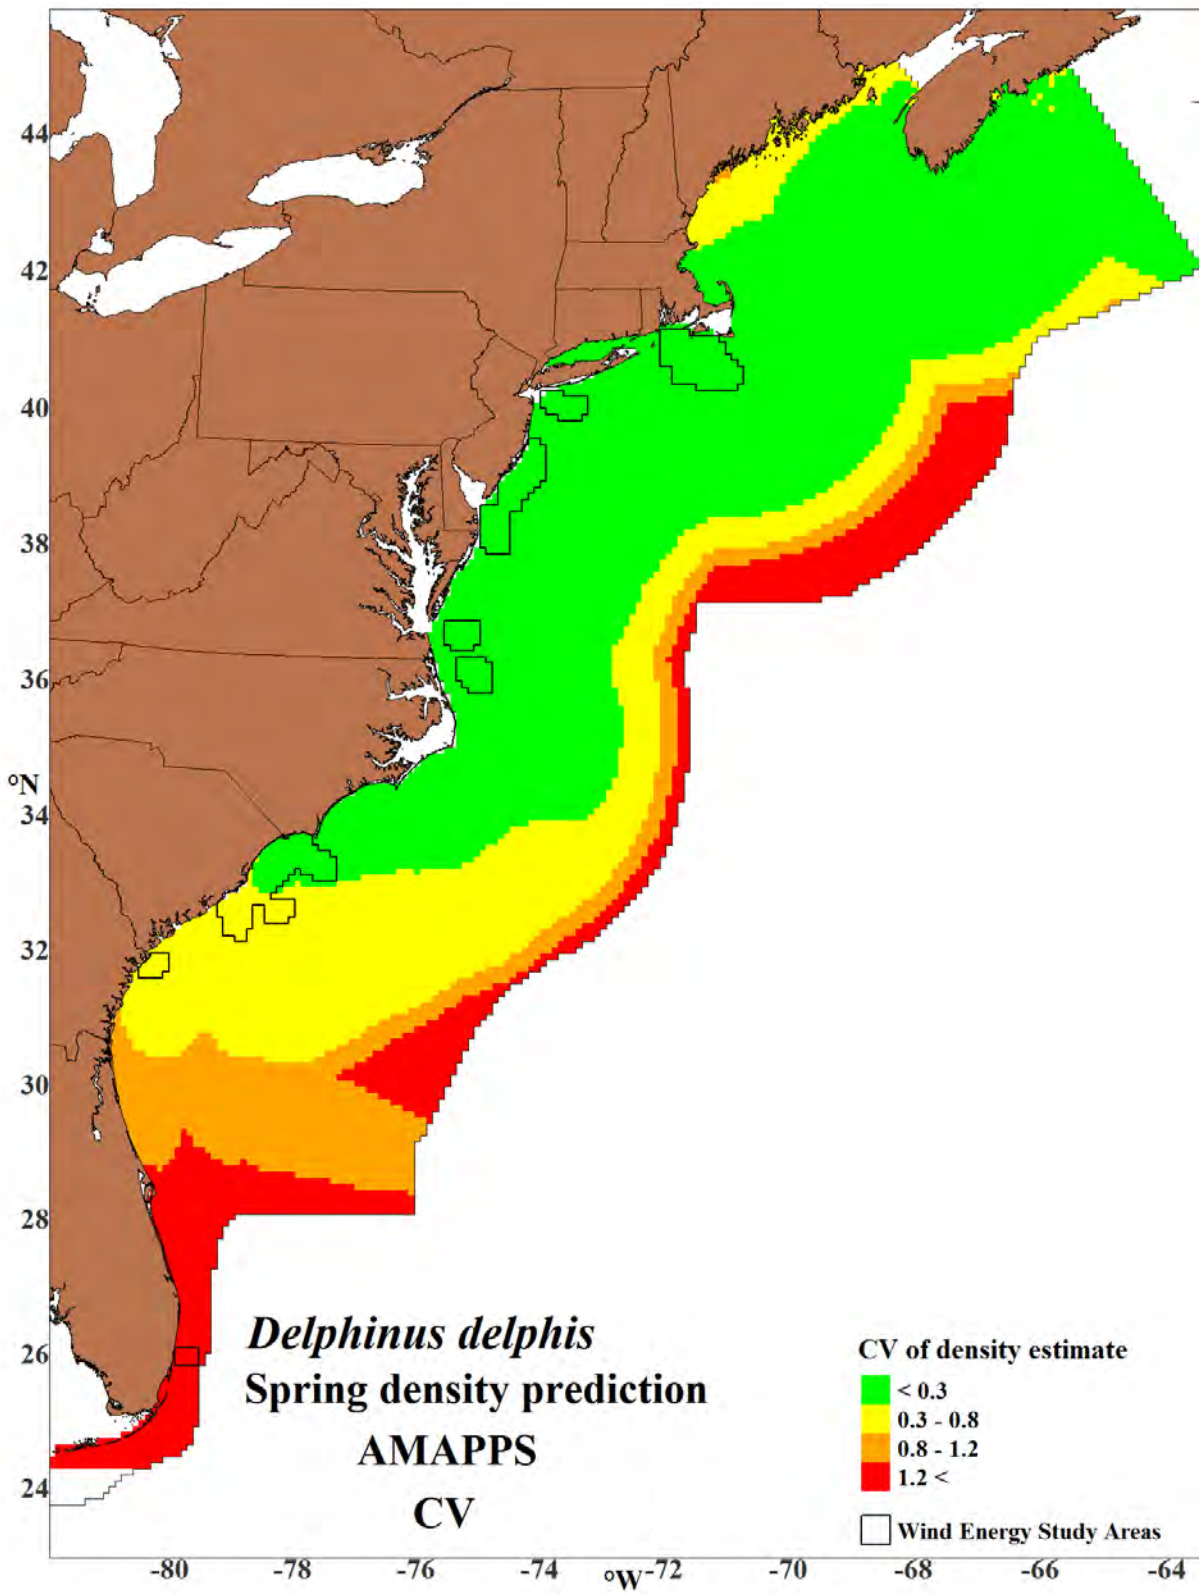 44
42
40
38
36
°N
34
32
30
28
26
24
Delphinus delphis
Spring density prediction
AMAPPS
CV
CV of density estimate
< 0.3
0.3 - 0.8
0.8 - 1.2
1.2 <
Wind Energy Study Areas
-80 -78 -76 -74 -72 -70 -68 -66 -64
°W